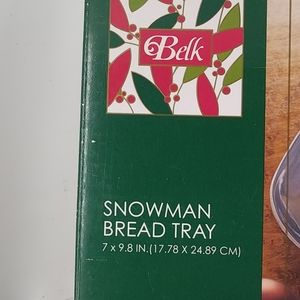 Belk
SNOWMAN
BREAD TRAY
7 x 9.8 IN.(17.78 X 24.89 CM)